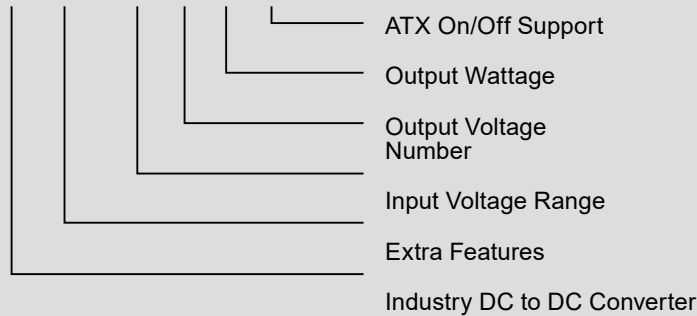 ATX On/Off Support
Output Wattage
Output Voltage
Number
Input Voltage Range
Extra Features
Industry DC to DC Converter